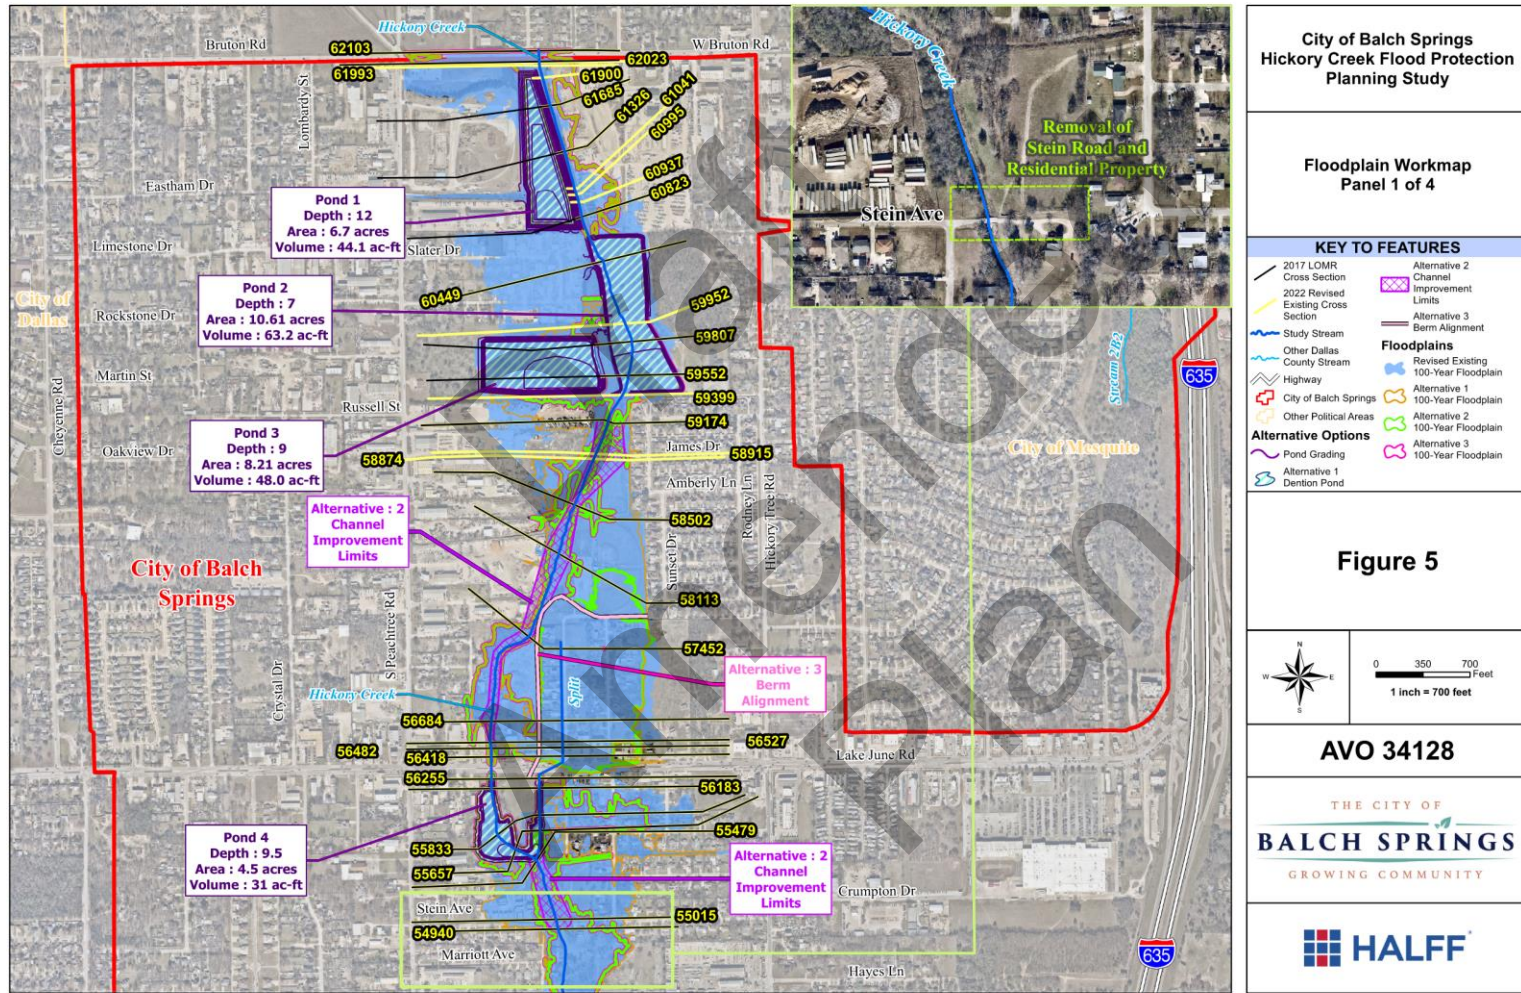 Hickory Creek
Bruton Rd
W Bruton Rd
62103
62023
61993
61900
61685
61326
61041
60995
60937
60823
Lombardy St
Eastham Dr
Pond 1
Depth : 12
Area : 6.7 acres
Volume : 44.1 ac-ft
Limestone Dr
Slater Dr
60449
City of
Dallas
Pond 2
Depth : 7
Area : 10.61 acres
Volume : 63.2 ac-ft
Rockstone Dr
59952
59807
Martin St
59552
59399
Russell St
59174
Cheyenne Rd
Oakview Dr
Pond 3
Depth : 9
Area : 8.21 acres
Volume : 48.0 ac-ft
James Dr
58874
58915
Amberly Ln
Rodney Ln
Hickory Tree Rd
Sunset Dr
58502
Alternative : 2
Channel
Improvement
Limits
City of Balch
Springs
S Peachtree Rd
58113
57452
Alternative : 3
Berm
Alignment
Crystal Dr
Hickory Creek
Split
56684
56482
56418
56527
56255
Lake June Rd
56183
Pond 4
Depth : 9.5
Area : 4.5 acres
Volume : 31 ac-ft
55833
55657
55479
Alternative : 2
Channel
Improvement
Limits
Crumpton Dr
Stein Ave
55015
54940
Marriott Ave
Hayes Ln
City of Mesquite
Stream 2B2
635
635
Hickory Creek
Removal of
Stein Road and
Residential Property
Stein Ave
Amended
Draft
Plan
City of Balch Springs
Hickory Creek Flood Protection
Planning Study
Floodplain Workmap
Panel 1 of 4
KEY TO FEATURES
2017 LOMR
Cross Section
2022 Revised
Existing Cross
Section
Study Stream
Other Dallas
County Stream
Highway
City of Balch Springs
Other Political Areas
Alternative Options
Pond Grading
Alternative 1
Dention Pond
Alternative 2
Channel
Improvement
Limits
Alternative 3
Berm Alignment
Floodplains
Revised Existing
100-Year Floodplain
Alternative 1
100-Year Floodplain
Alternative 2
100-Year Floodplain
Alternative 3
100-Year Floodplain
Figure 5
N
W
E
S
0 350 700
Feet
1 inch = 700 feet
AVO 34128
THE CITY OF
BALCH SPRINGS
GROWING COMMUNITY
HALFF